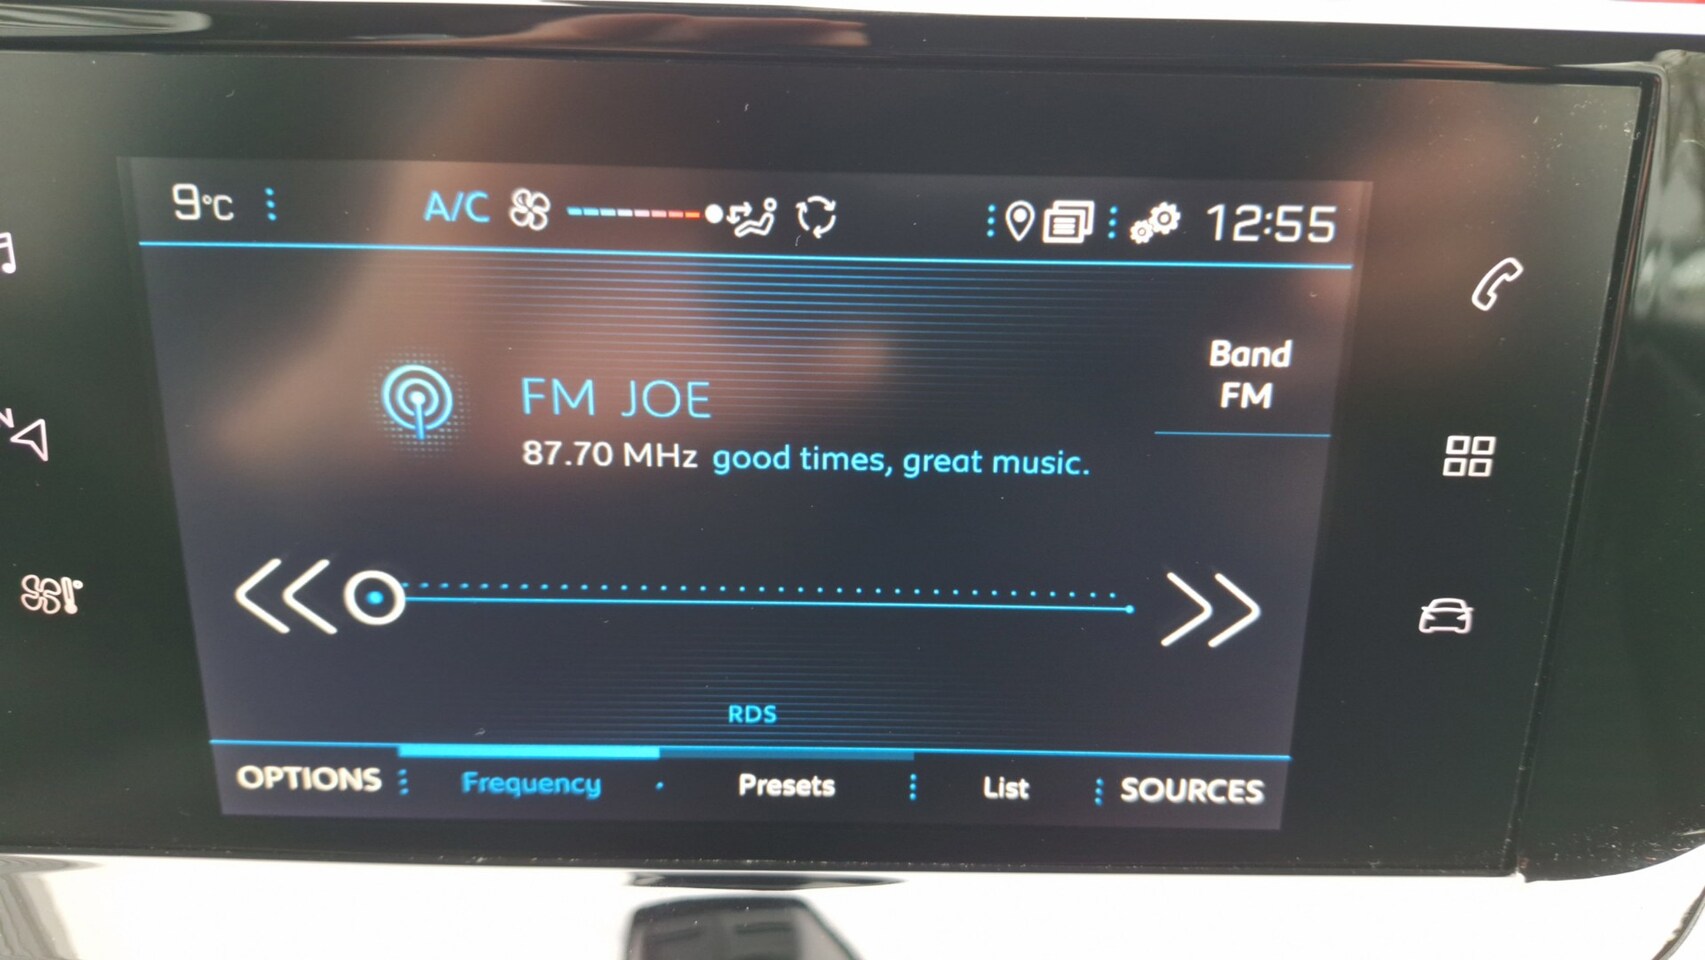 9°C A/C 12:55
Band
FM
FM JOE
87.70 MHz good times, great music.
N
RDS
OPTIONS Frequency Presets List SOURCES